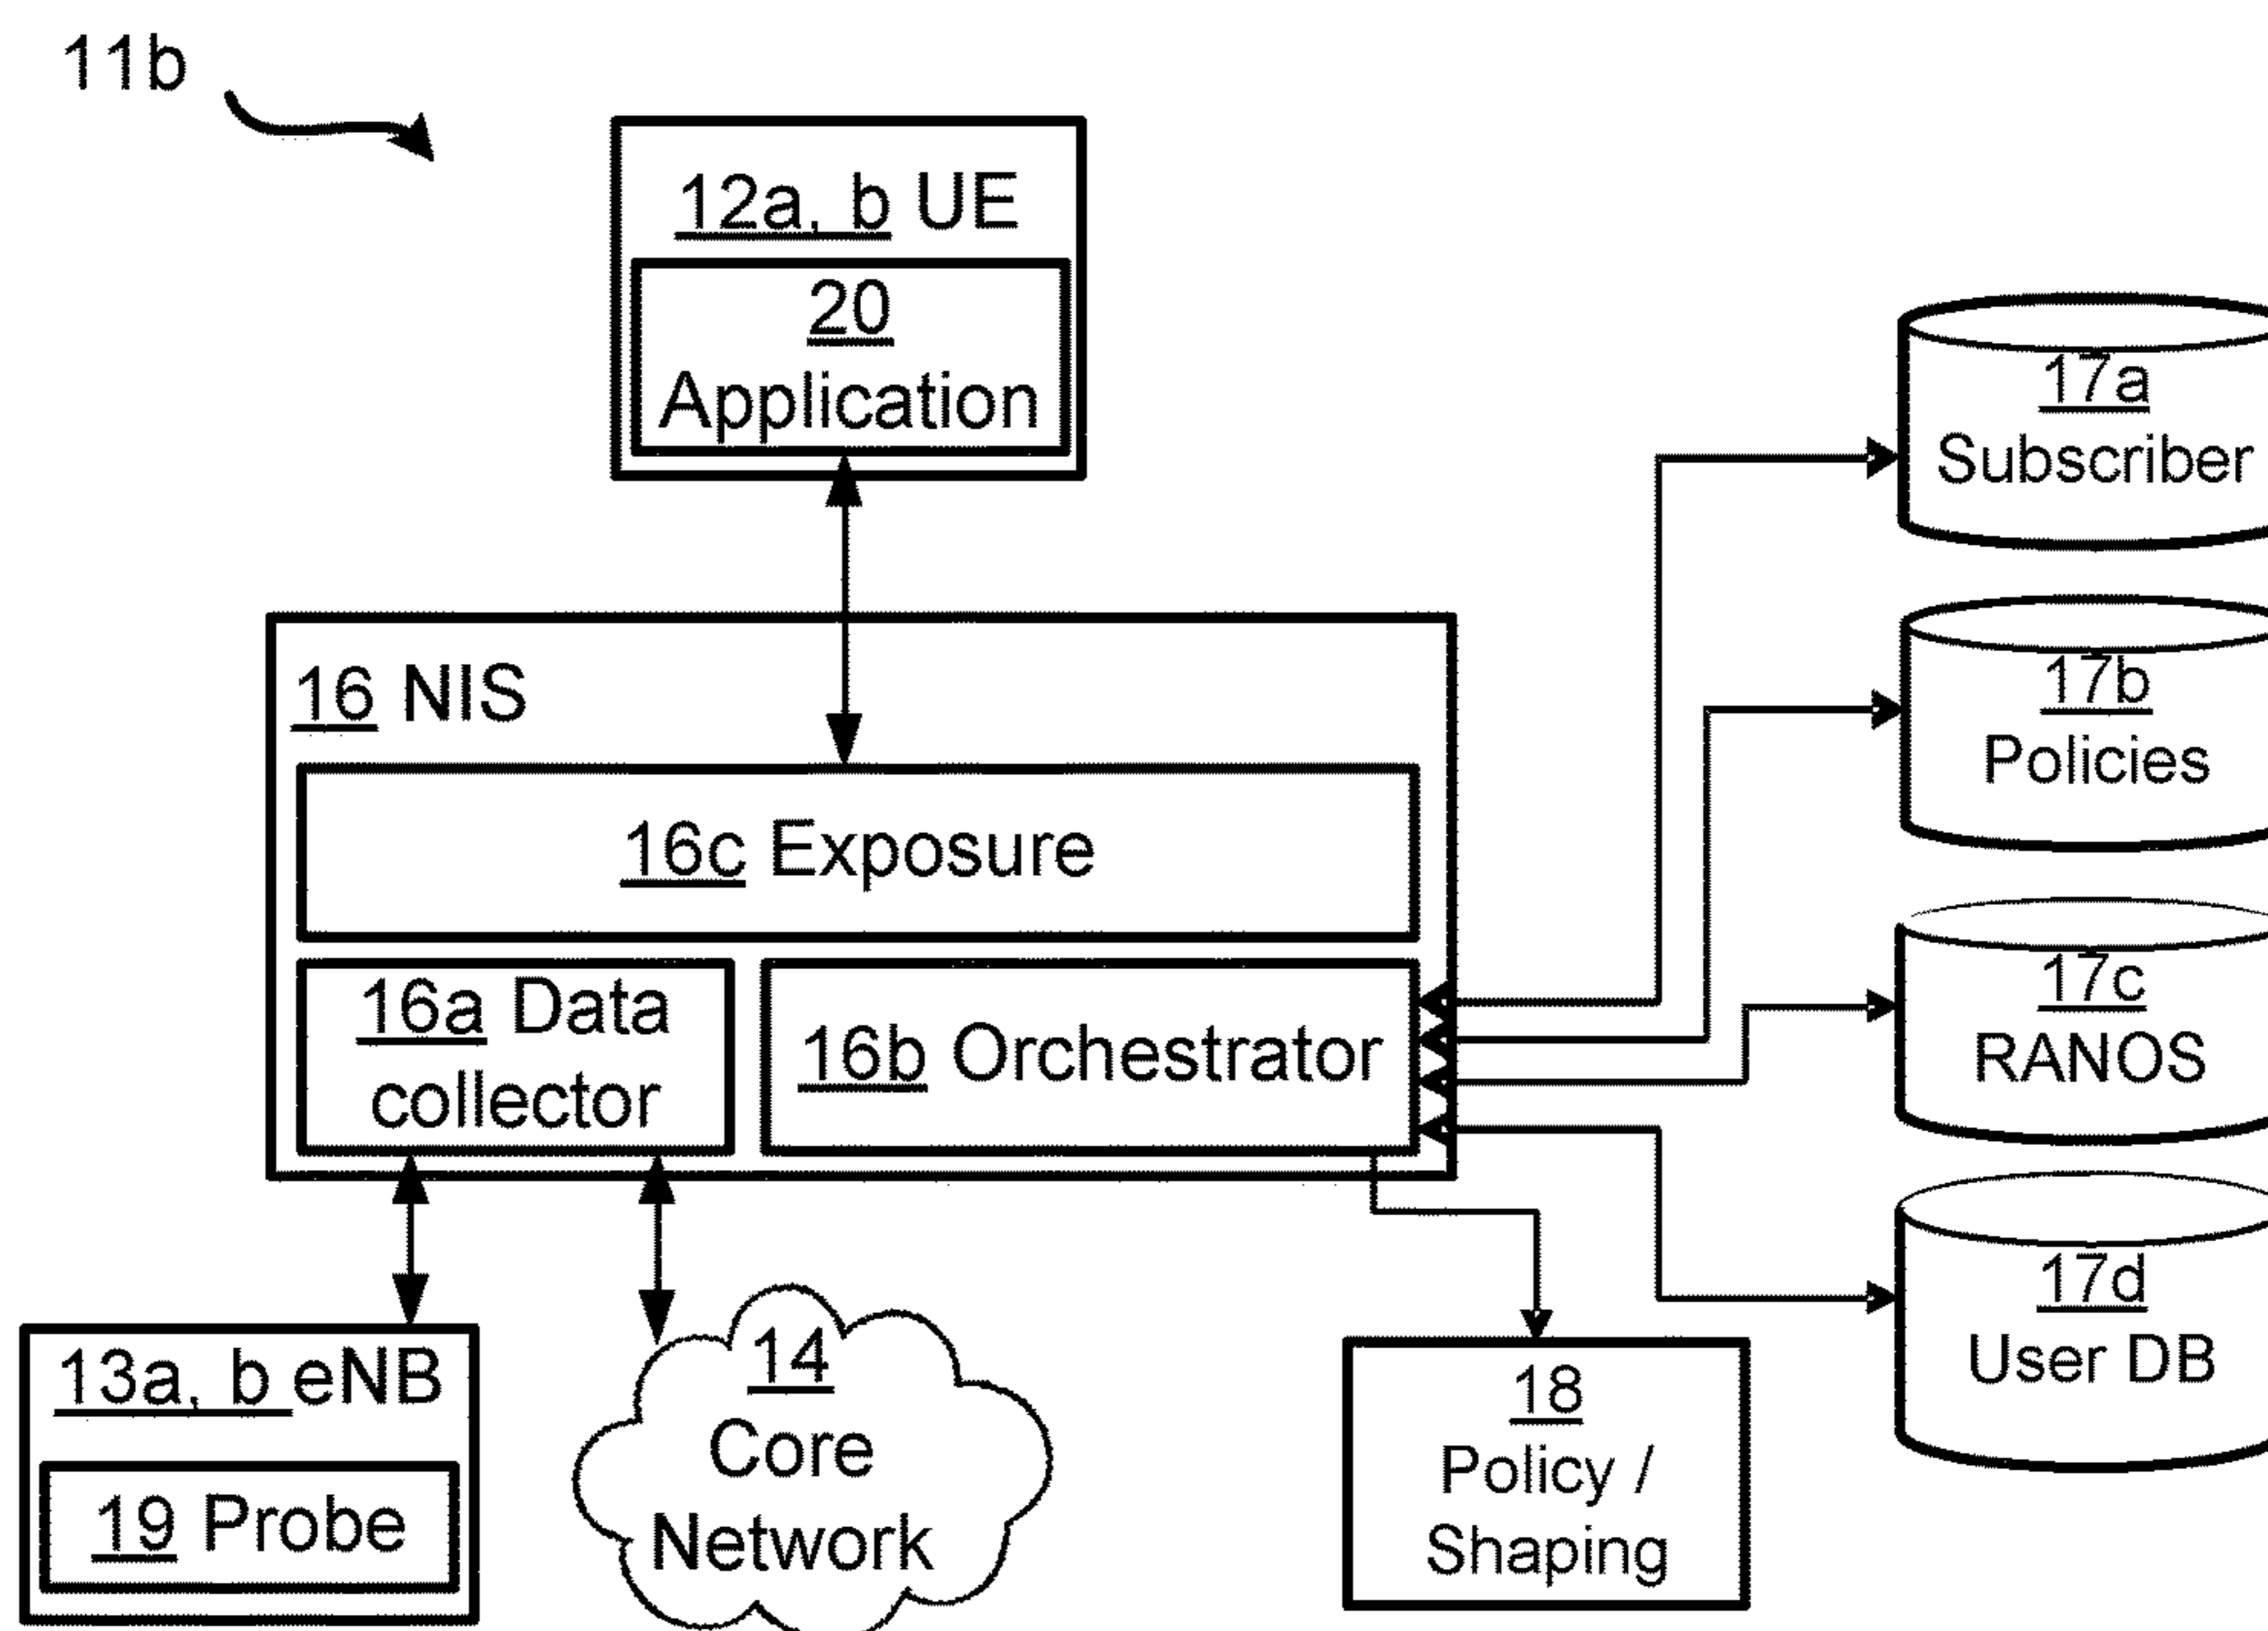 11b
12a, b UE
20
Application
16 NIS
16c Exposure
16a Data
collector
16b Orchestrator
17a
Subscriber
17b
Policies
17c
RANOS
17d
User DB
13a, b eNB
19 Probe
14
Core
Network
18
Policy /
Shaping